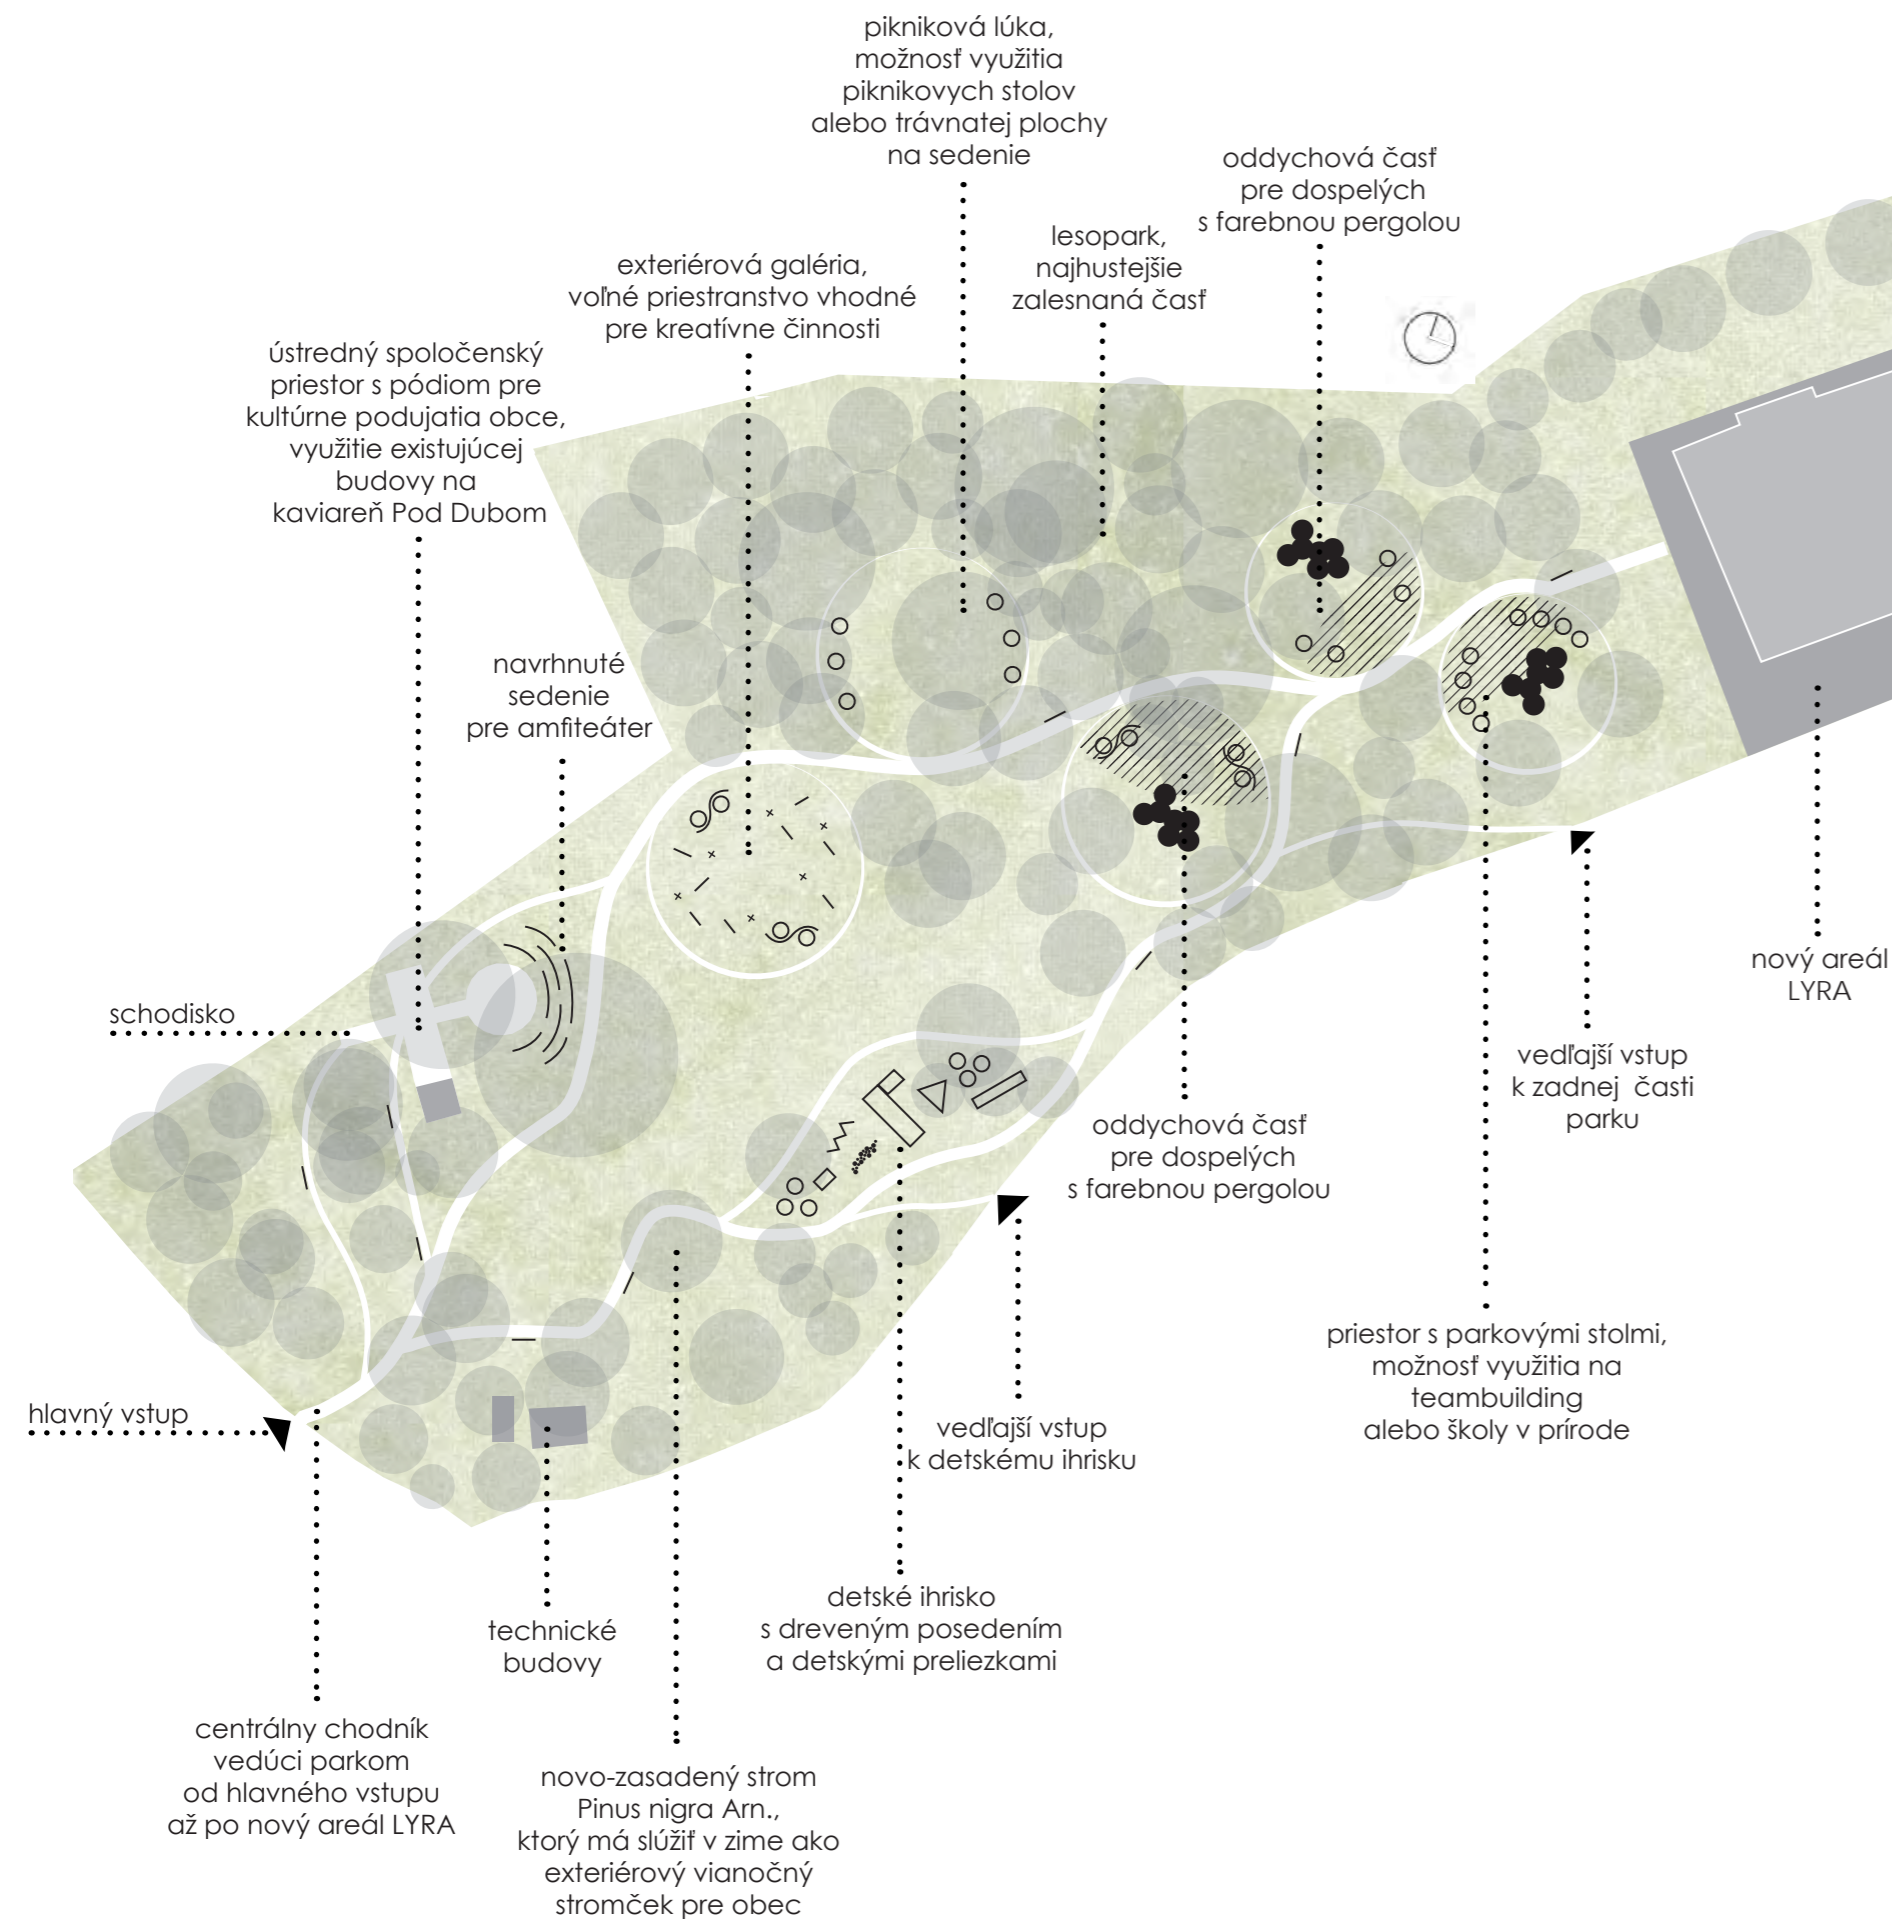 pikniková lúka,
možnosť využitia
piknikovych stolov
alebo trávnatej plochy
na sedenie
oddychová časť
pre dospelých
s farebnou pergolou
lesopark,
najhustejšie
zalesnaná časť
exteriérová galéria,
voľné priestranstvo vhodné
pre kreatívne činnosti
ústredný spoločenský
priestor s pódiom pre
kultúrne podujatia obce,
využitie existujúcej
budovy na
kaviareň Pod Dubom
navrhnuté
sedenie
pre amfiteáter
schodisko
nový areál
LYRA
vedľajší vstup
k zadnej časti
parku
oddychová časť
pre dospelých
s farebnou pergolou
priestor s parkovými stolmi,
možnosť využitia na
teambuilding
alebo školy v prírode
hlavný vstup
vedľajší vstup
k detskému ihrisku
detské ihrisko
s dreveným posedením
a detskými preliezkami
technické
budovy
centrálny chodník
vedúci parkom
od hlavného vstupu
až po nový areál LYRA
novo-zasadený strom
Pinus nigra Arn.,
ktorý má slúžiť v zime ako
exteriérový vianočný
stromček pre obec